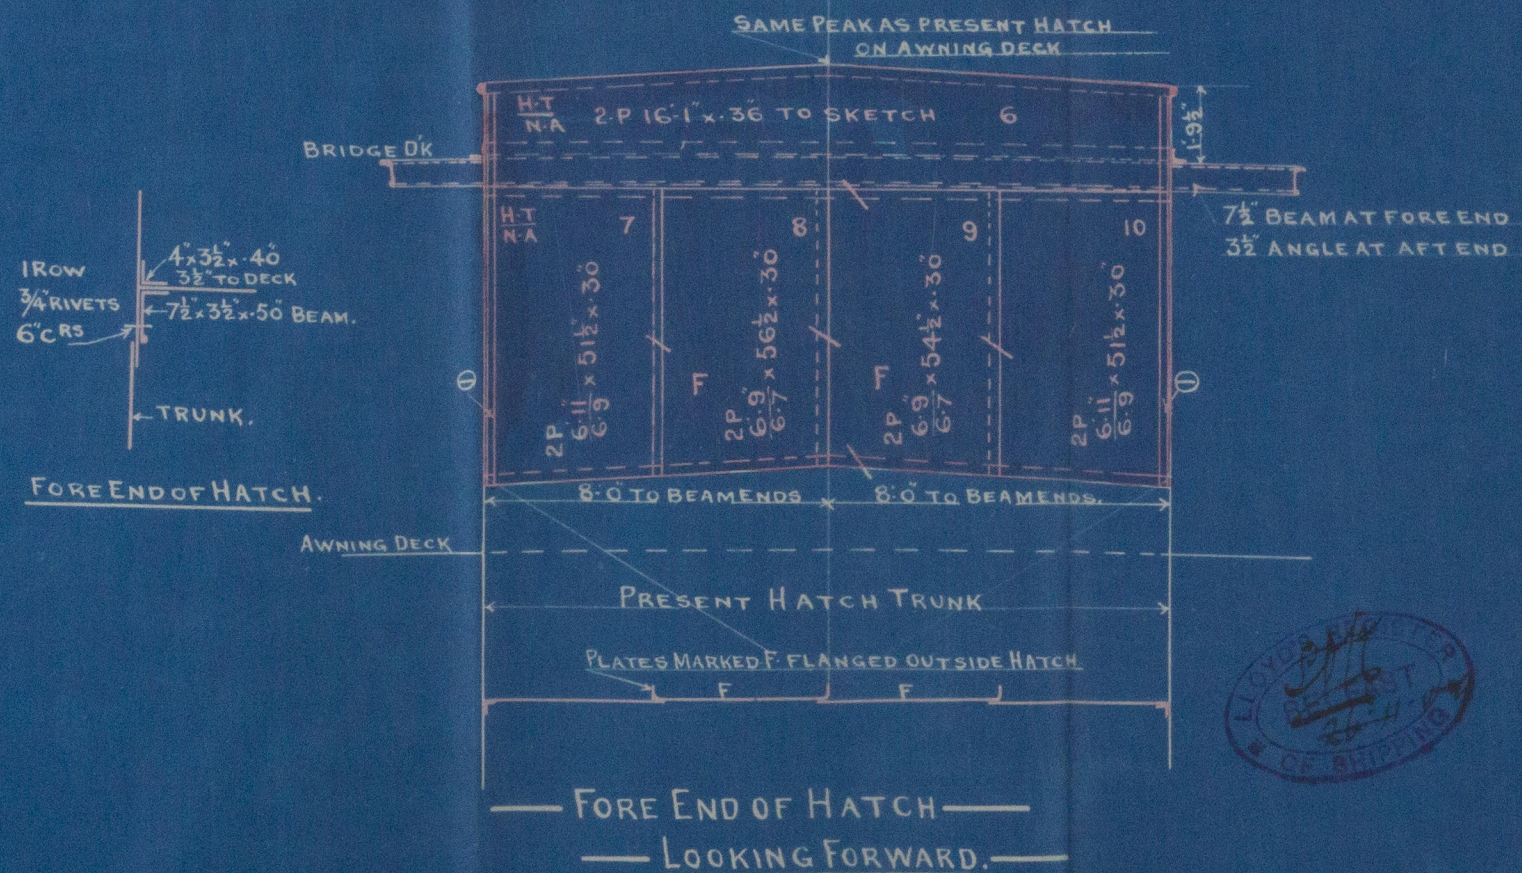 SAME PEAK AS PRESENT HATCH
ON AWNING DECK
H.T
N.A
2.P 16'-1" x .36" TO SKETCH
6
1'-9½"
BRIDGE D'K
H.T
N.A
7
8
9
10
7½" BEAM AT FORE END
3½" ANGLE AT AFT END
1 ROW
¾" RIVETS
6" CRS
4" x 3½" x .40"
3½" TO DECK
7½" x 3½" x .50" BEAM.
TRUNK.
FORE END OF HATCH.
2P 6'.11"/6'.9" x 51½" x .30"
F
2P 6'.9"/6'.7" x 56½" x .30"
F
2P 6'.9"/6'.7" x 54½" x .30"
2P 6'.11"/6'.9" x 51½" x .30"
8'-0" TO BEAM ENDS
8'-0" TO BEAM ENDS.
AWNING DECK
PRESENT HATCH TRUNK
PLATES MARKED F. FLANGED OUTSIDE HATCH
F
F
FORE END OF HATCH
LOOKING FORWARD.
LLOYD'S REGISTER
OF SHIPPING